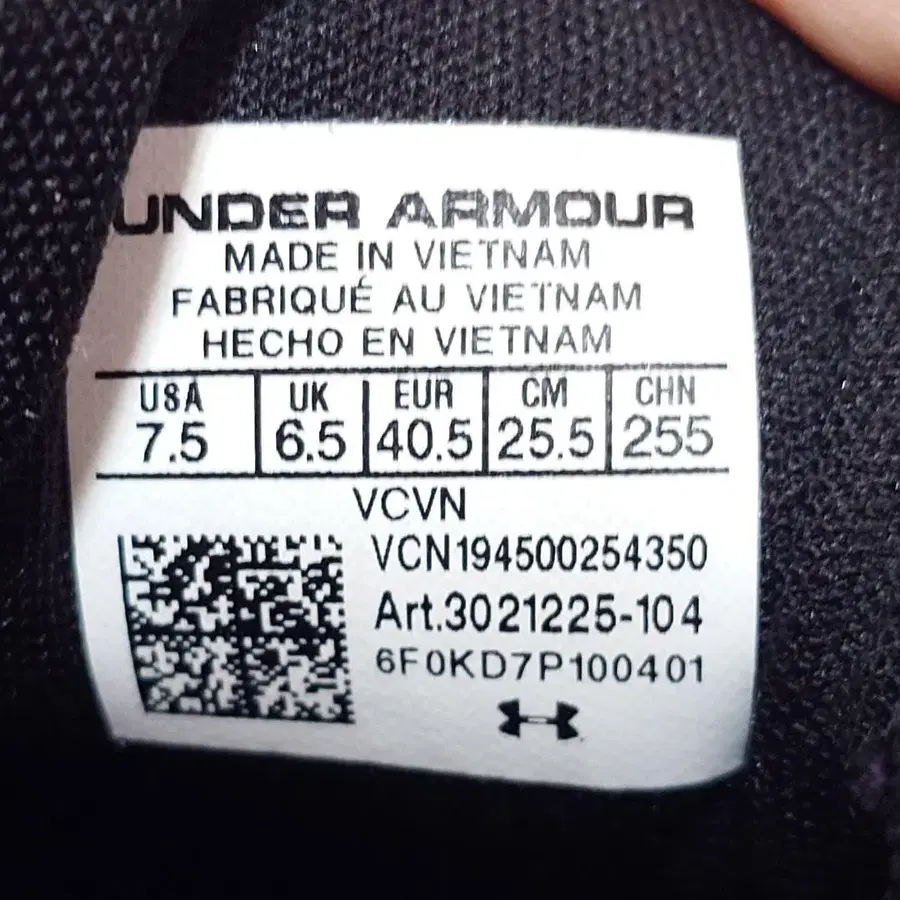 UNDER ARMOUR
MADE IN VIETNAM
FABRIQUÉ AU VIETNAM
HECHO EN VIETNAM
USA UK EUR CM CHN
7.5 6.5 40.5 25.5 255
VCVN
VCN194500254350
Art.3021225-104
6F0KD7P100401